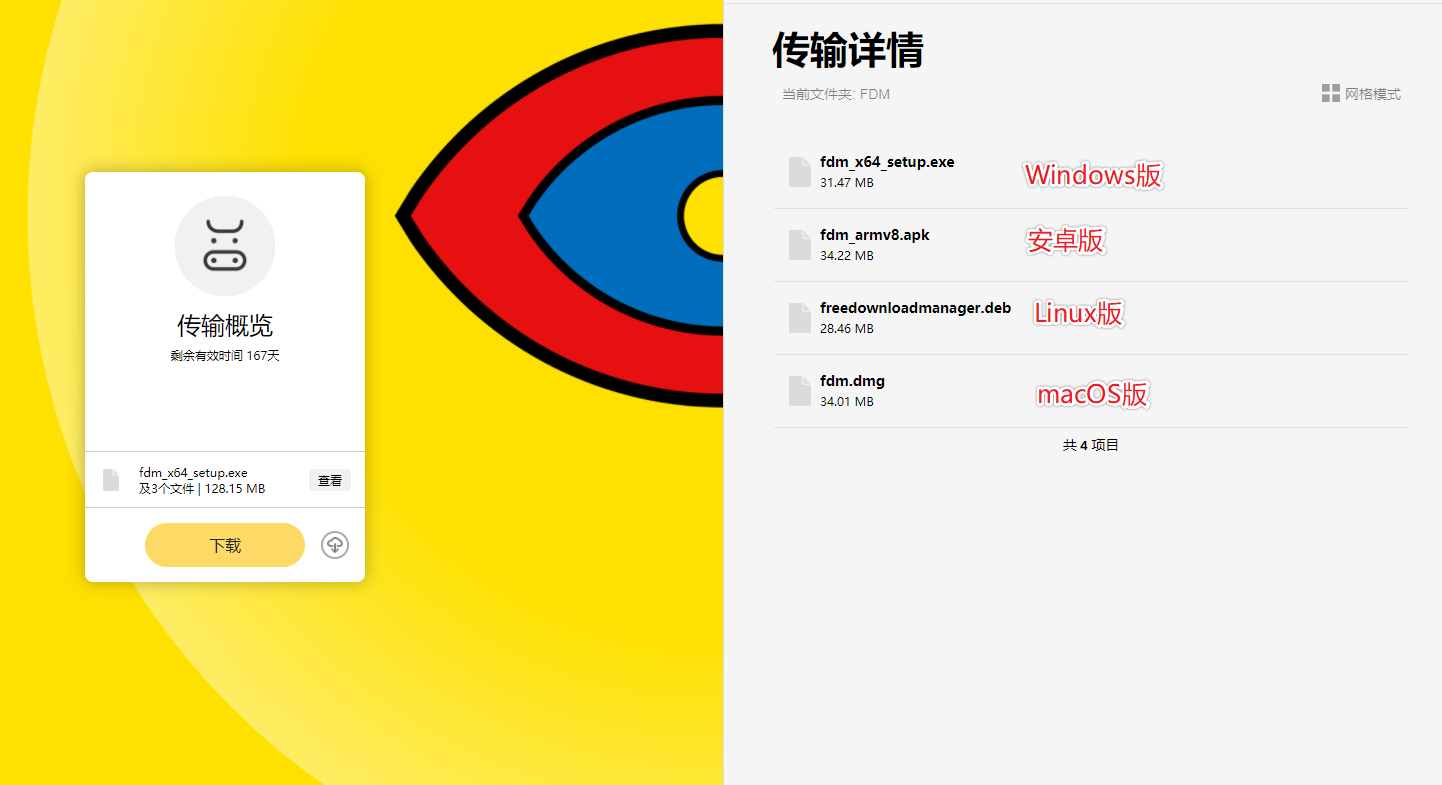 传输概览
剩余有效时间 167天
fdm_x64_setup.exe
及3个文件 | 128.15 MB
查看
下载
传输详情
当前文件夹: FDM
网格模式
fdm_x64_setup.exe
31.47 MB
Windows版
fdm_armv8.apk
34.22 MB
安卓版
freedownloadmanager.deb
28.46 MB
Linux版
fdm.dmg
34.01 MB
macOS版
共 4 项目